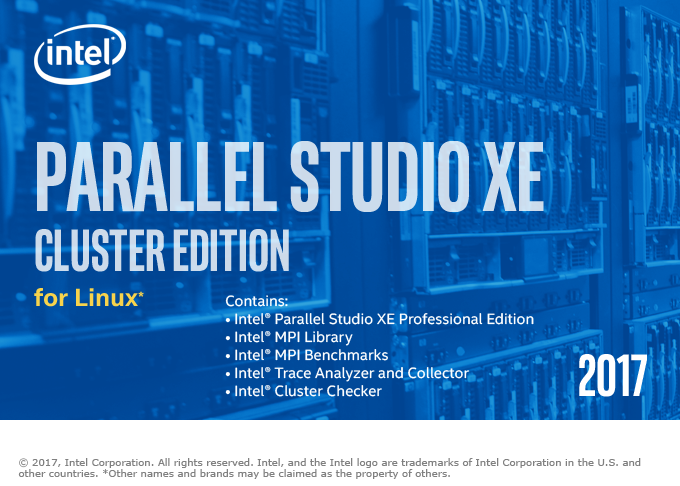 intel
PARALLEL STUDIO XE
CLUSTER EDITION
for Linux*
Contains:
• Intel® Parallel Studio XE Professional Edition
• Intel® MPI Library
• Intel® MPI Benchmarks
• Intel® Trace Analyzer and Collector
• Intel® Cluster Checker
2017
© 2017, Intel Corporation. All rights reserved. Intel, and the Intel logo are trademarks of Intel Corporation in the U.S. and
other countries. *Other names and brands may be claimed as the property of others.